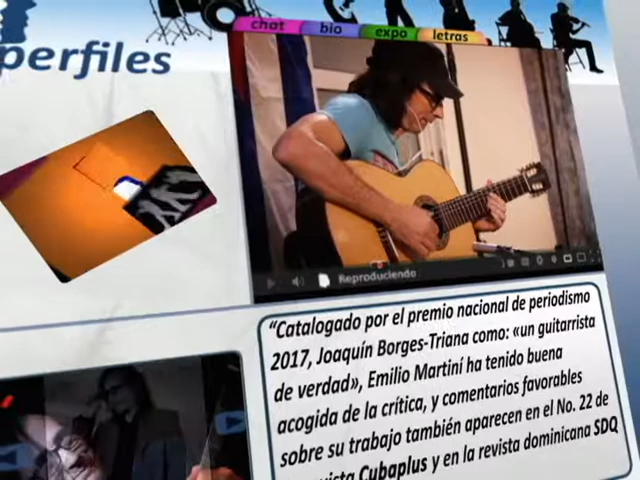 chat bio expo letras
perfiles
Reproduciendo
"Catalogado por el premio nacional de periodismo
2017, Joaquín Borges-Triana como: «un guitarrista
de verdad», Emilio Martiní ha tenido buena
acogida de la crítica, y comentarios favorables
sobre su trabajo también aparecen en el No. 22 de
Cubaplus y en la revista dominicana SDQ